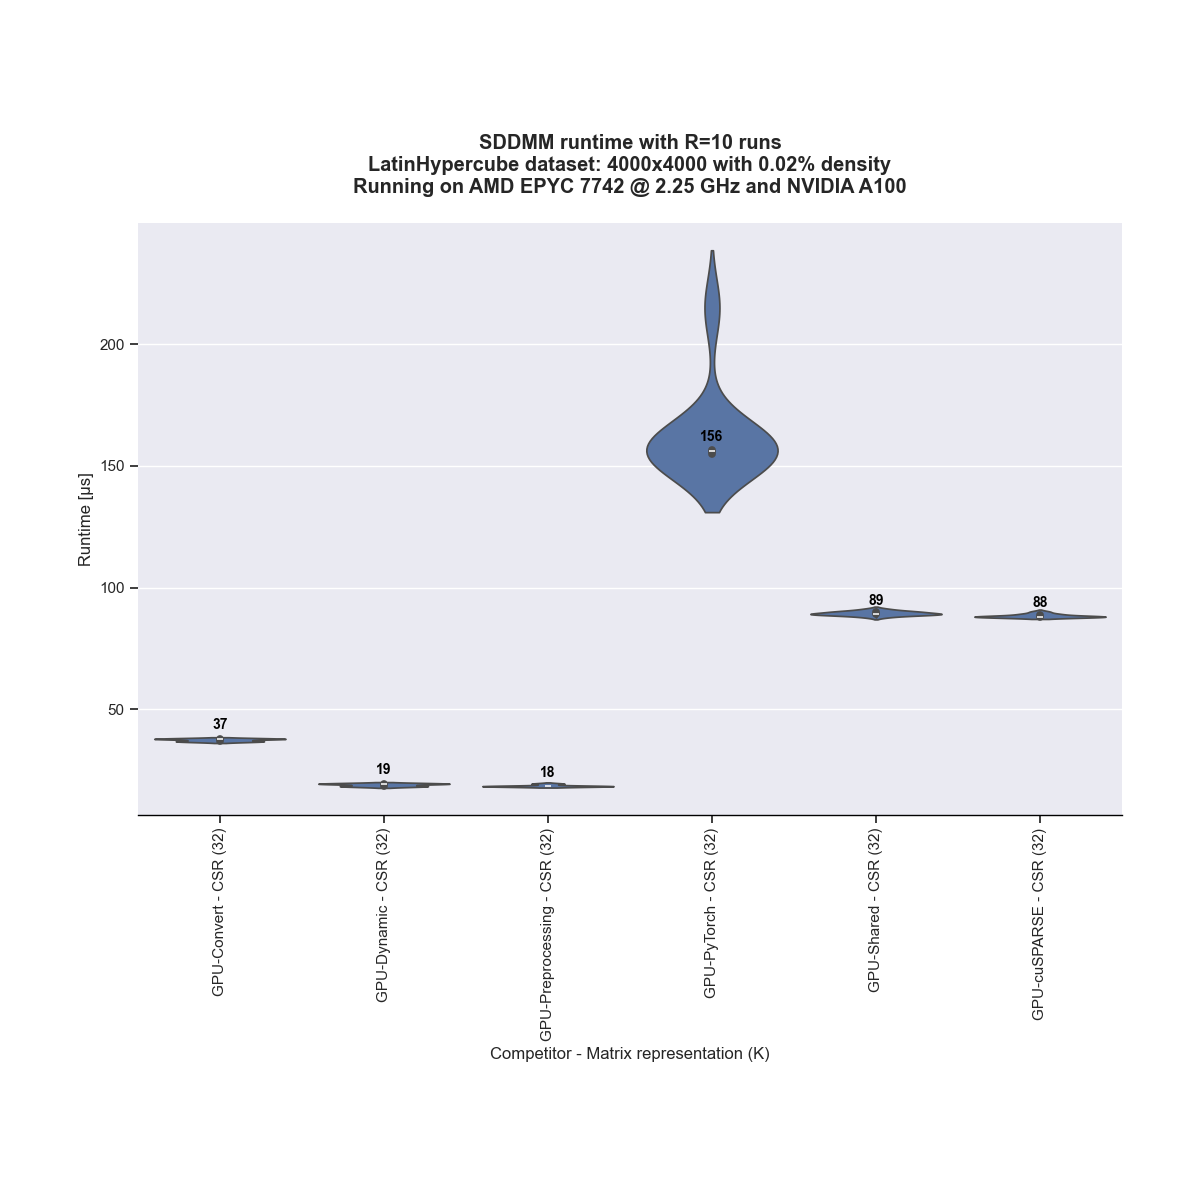 SDDMM runtime with R=10 runs
LatinHypercube dataset: 4000x4000 with 0.02% density
Running on AMD EPYC 7742 @ 2.25 GHz and NVIDIA A100
Runtime [µs]
200
150
100
50
37
19
18
156
89
88
GPU-Convert - CSR (32)
GPU-Dynamic - CSR (32)
GPU-Preprocessing - CSR (32)
GPU-PyTorch - CSR (32)
GPU-Shared - CSR (32)
GPU-cuSPARSE - CSR (32)
Competitor - Matrix representation (K)